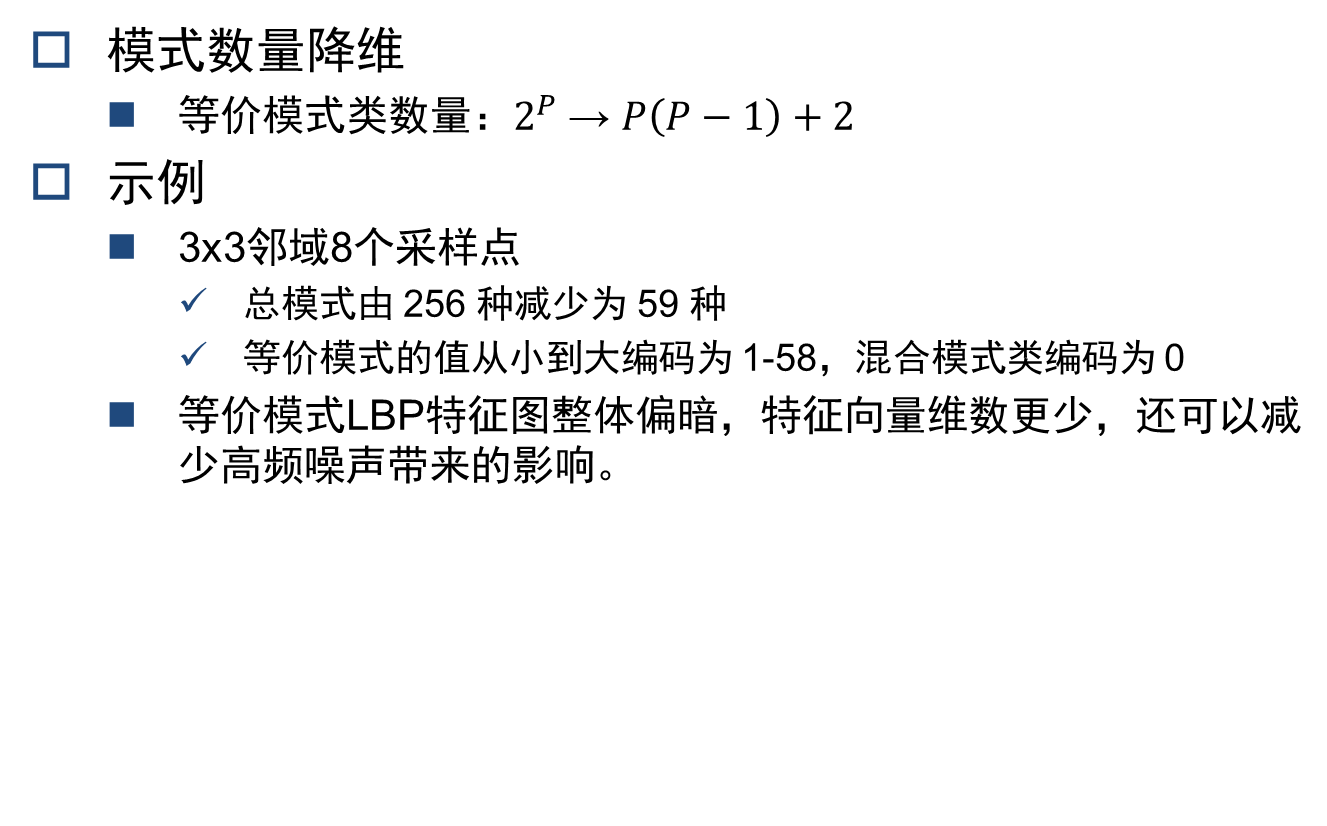 模式数量降维
等价模式类数量：2^P → P(P − 1) + 2
示例
3x3邻域8个采样点
✓ 总模式由 256 种减少为 59 种
✓ 等价模式的值从小到大编码为 1-58，混合模式类编码为 0
等价模式LBP特征图整体偏暗，特征向量维数更少，还可以减
少高频噪声带来的影响。